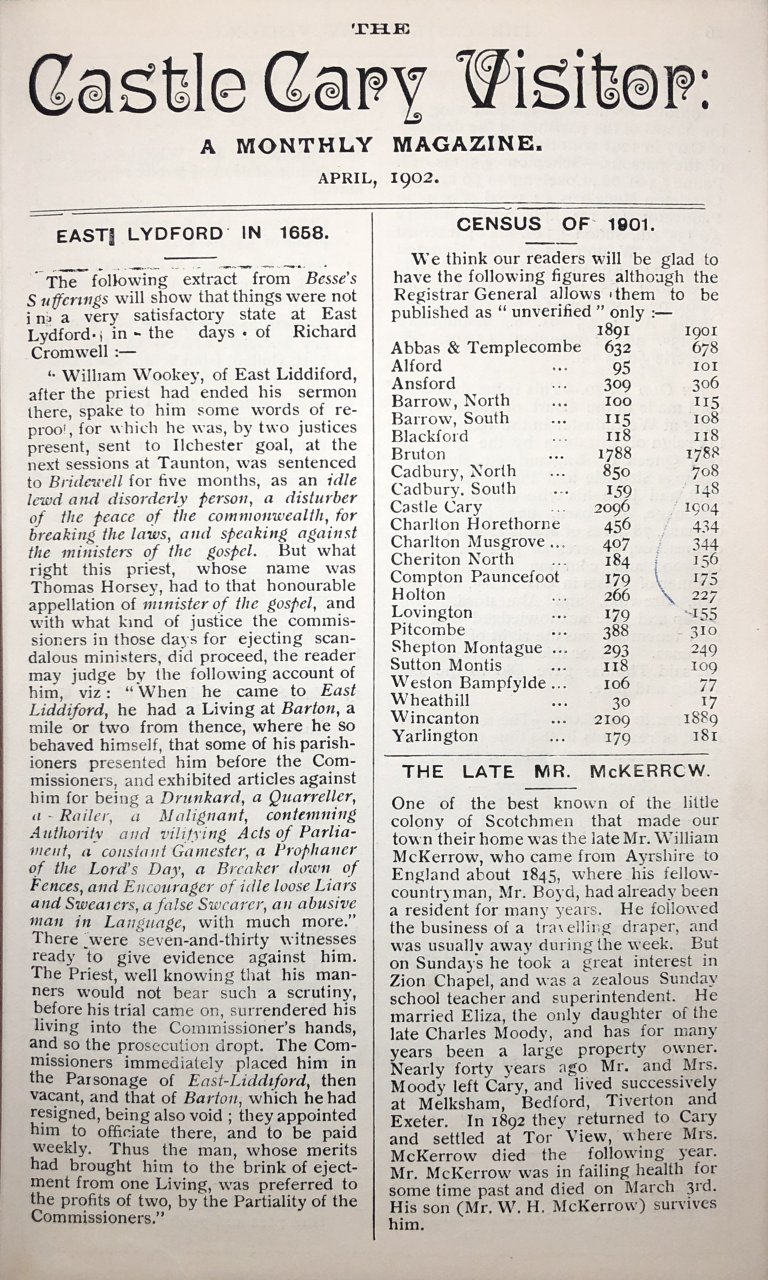 THE
Castle Cary Visitor:
A MONTHLY MAGAZINE.
APRIL, 1902.
EAST LYDFORD IN 1658.
The following extract from Besse's
Sufferings will show that things were not
in a very satisfactory state at East
Lydford in - the days • of Richard
Cromwell :—
“ William Wookey, of East Liddiford,
after the priest had ended his sermon
there, spake to him some words of re-
proof, for which he was, by two justices
present, sent to Ilchester goal, at the
next sessions at Taunton, was sentenced
to Bridewell for five months, as an idle
lewd and disorderly person, a disturber
of the peace of the commonwealth, for
breaking the laws, and speaking against
the ministers of the gospel. But what
right this priest, whose name was
Thomas Horsey, had to that honourable
appellation of minister of the gospel, and
with what kind of justice the commis-
sioners in those days for ejecting scan-
dalous ministers, did proceed, the reader
may judge by the following account of
him, viz : “When he came to East
Liddiford, he had a Living at Barton, a
mile or two from thence, where he so
behaved himself, that some of his parish-
ioners presented him before the Com-
missioners, and exhibited articles against
him for being a Drunkard, a Quarreller,
a - Railer, a Malignant, contemning
Authority and vilifying Acts of Parlia-
ment, a constant Gamester, a Prophaner
of the Lord's Day, a Breaker down of
Fences, and Encourager of idle loose Liars
and Swearers, a false Swearer, an abusive
man in Language, with much more.”
There were seven-and-thirty witnesses
ready to give evidence against him.
The Priest, well knowing that his man-
ners would not bear such a scrutiny,
before his trial came on, surrendered his
living into the Commissioner's hands,
and so the prosecution dropt. The Com-
missioners immediately placed him in
the Parsonage of East-Liddiford, then
vacant, and that of Barton, which he had
resigned, being also void ; they appointed
him to officiate there, and to be paid
weekly. Thus the man, whose merits
had brought him to the brink of eject-
ment from one Living, was preferred to
the profits of two, by the Partiality of the
Commissioners.”
CENSUS OF 1901.
We think our readers will be glad to
have the following figures although the
Registrar General allows them to be
published as “ unverified ” only :—
1891 1901
Abbas & Templecombe 632 678
Alford ... 95 101
Ansford ... 309 306
Barrow, North ... 100 115
Barrow, South ... 115 108
Blackford ... 118 118
Bruton ... 1788 1788
Cadbury, North ... 850 708
Cadbury, South ... 159 148
Castle Cary ... 2096 1904
Charlton Horethorne 456 434
Charlton Musgrove ... 407 344
Cheriton North ... 184 156
Compton Pauncefoot 179 175
Holton ... 266 227
Lovington ... 179 155
Pitcombe ... 388 310
Shepton Montague ... 293 249
Sutton Montis ... 118 109
Weston Bampfylde ... 106 77
Wheathill ... 30 17
Wincanton ... 2109 1889
Yarlington ... 179 181
THE LATE MR. McKERROW.
One of the best known of the little
colony of Scotchmen that made our
town their home was the late Mr. William
McKerrow, who came from Ayrshire to
England about 1845, where his fellow-
countryman, Mr. Boyd, had already been
a resident for many years. He followed
the business of a travelling draper, and
was usually away during the week. But
on Sundays he took a great interest in
Zion Chapel, and was a zealous Sunday
school teacher and superintendent. He
married Eliza, the only daughter of the
late Charles Moody, and has for many
years been a large property owner.
Nearly forty years ago Mr. and Mrs.
Moody left Cary, and lived successively
at Melksham, Bedford, Tiverton and
Exeter. In 1892 they returned to Cary
and settled at Tor View, where Mrs.
McKerrow died the following year.
Mr. McKerrow was in failing health for
some time past and died on March 3rd.
His son (Mr. W. H. McKerrow) survives
him.